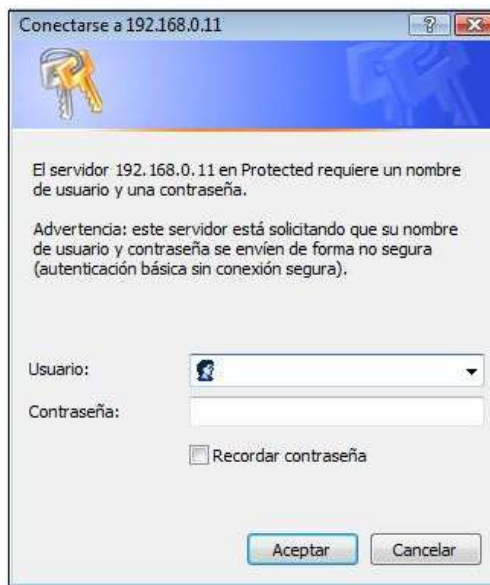 Conectarse a 192.168.0.11
El servidor 192.168.0.11 en Protected requiere un nombre
de usuario y una contraseña.
Advertencia: este servidor está solicitando que su nombre
de usuario y contraseña se envíen de forma no segura
(autenticación básica sin conexión segura).
Usuario:
Contraseña:
Recordar contraseña
Aceptar Cancelar